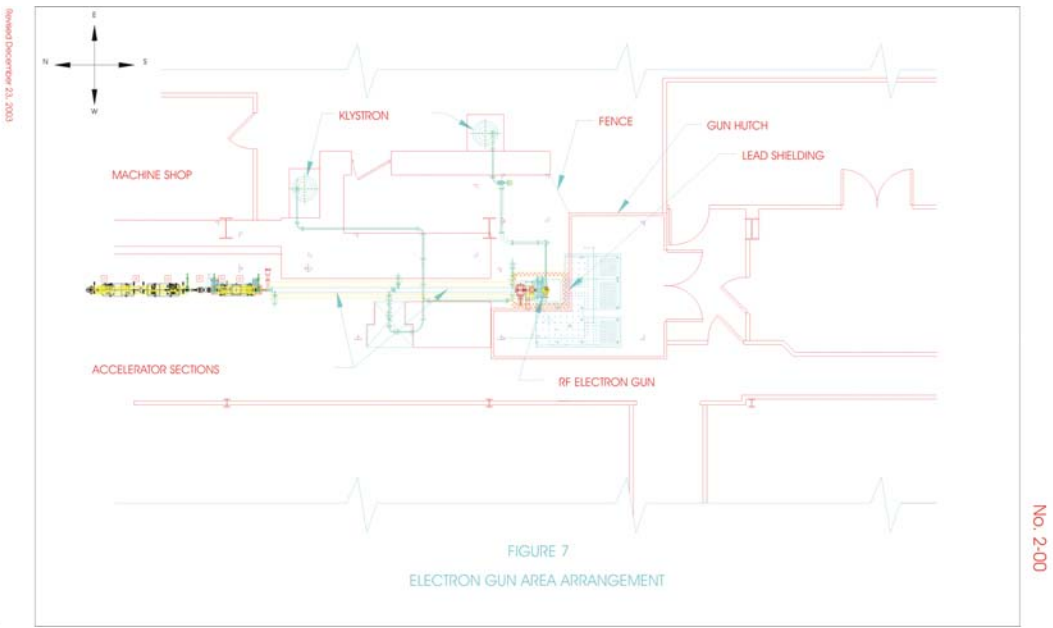 Revised December 23, 2003
E
N
S
W
KLYSTRON
FENCE
GUN HUTCH
LEAD SHIELDING
MACHINE SHOP
ACCELERATOR SECTIONS
RF ELECTRON GUN
FIGURE 7
ELECTRON GUN AREA ARRANGEMENT
No. 2-00